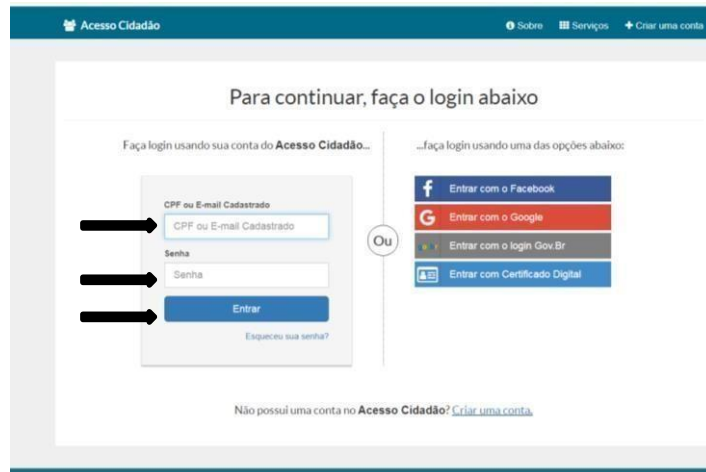 Acesso Cidadão
Sobre Serviços Criar uma conta
Para continuar, faça o login abaixo
Faça login usando sua conta do Acesso Cidadão...
CPF ou E-mail Cadastrado
CPF ou E-mail Cadastrado
Senha
Senha
Entrar
Esqueceu sua senha?
Ou
...faça login usando uma das opções abaixo:
Entrar com o Facebook
Entrar com o Google
Entrar com o login Gov.Br
Entrar com Certificado Digital
Não possui uma conta no Acesso Cidadão? Criar uma conta.